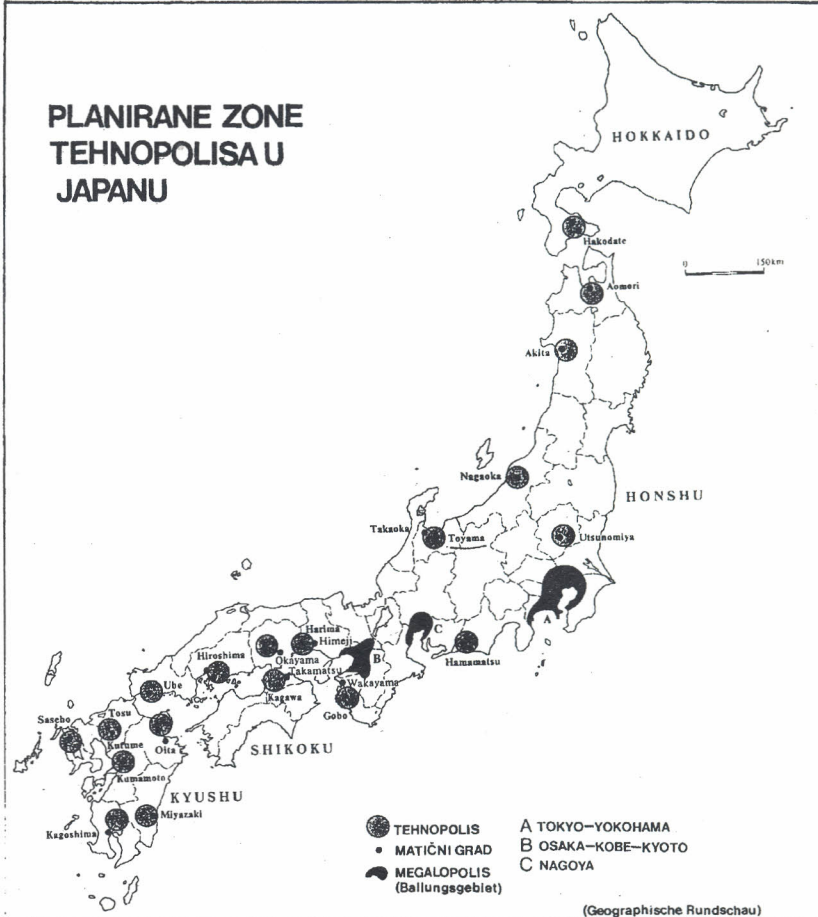 PLANIRANE ZONE
TEHNOPOLISA U
JAPANU
HOKKAIDO
Hakodate
0 150km
Aomori
Akita
Nagaoka
HONSHU
Takaoka
Toyama
Utsunomiya
A
C
Harima
Himeji
B
Hamamatsu
Okayama
Hiroshima
Takamatsu
Wakayama
Ube
Kagawa
Gobo
Sasebo
Tosu
Oita
SHIKOKU
Kurume
Kumamoto
KYUSHU
Miyazaki
Kagoshima
TEHNOPOLIS
MATIČNI GRAD
MEGALOPOLIS
(Ballungsgebiet)
A TOKYO–YOKOHAMA
B OSAKA–KOBE–KYOTO
C NAGOYA
(Geographische Rundschau)